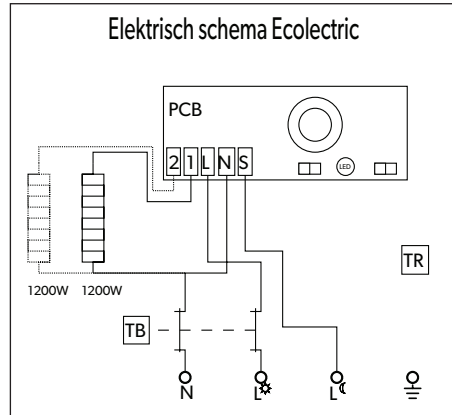 Elektrisch schema Ecolectric
PCB
2 1 L N S
LED
TR
1200W 1200W
TB
N L L